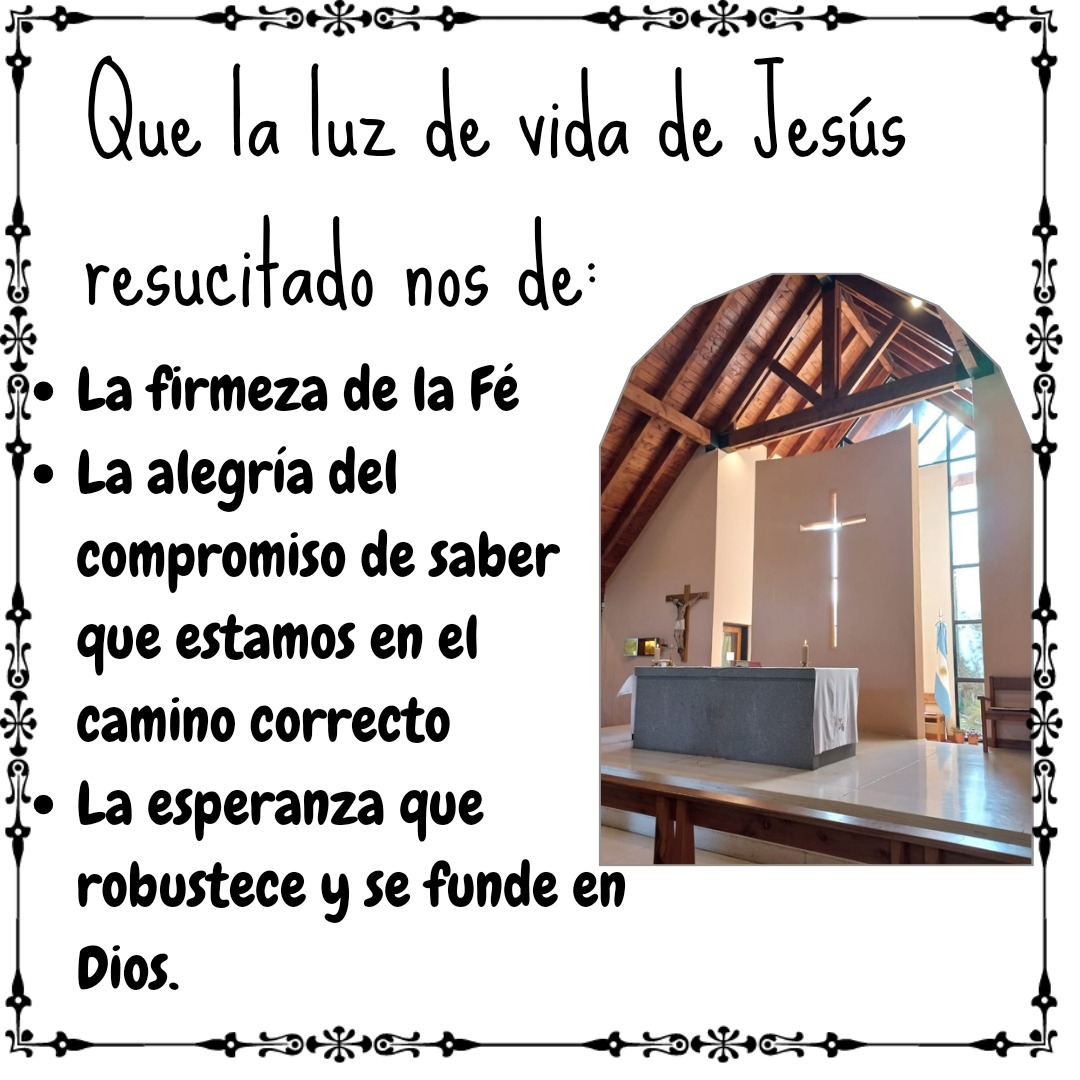 Que la luz de vida de Jesús
resucitado nos de:
• La firmeza de la Fé
• La alegría del
compromiso de saber
que estamos en el
camino correcto
• La esperanza que
robustece y se funde en
Dios.